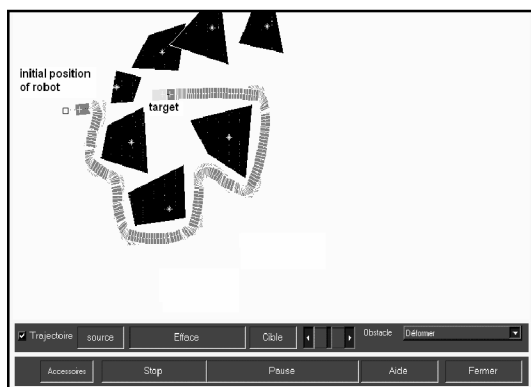 initial position
of robot
target
Trajectoire source Efface Cible Obstacle Déformer
Accessoires Stop Pause Aide Fermer